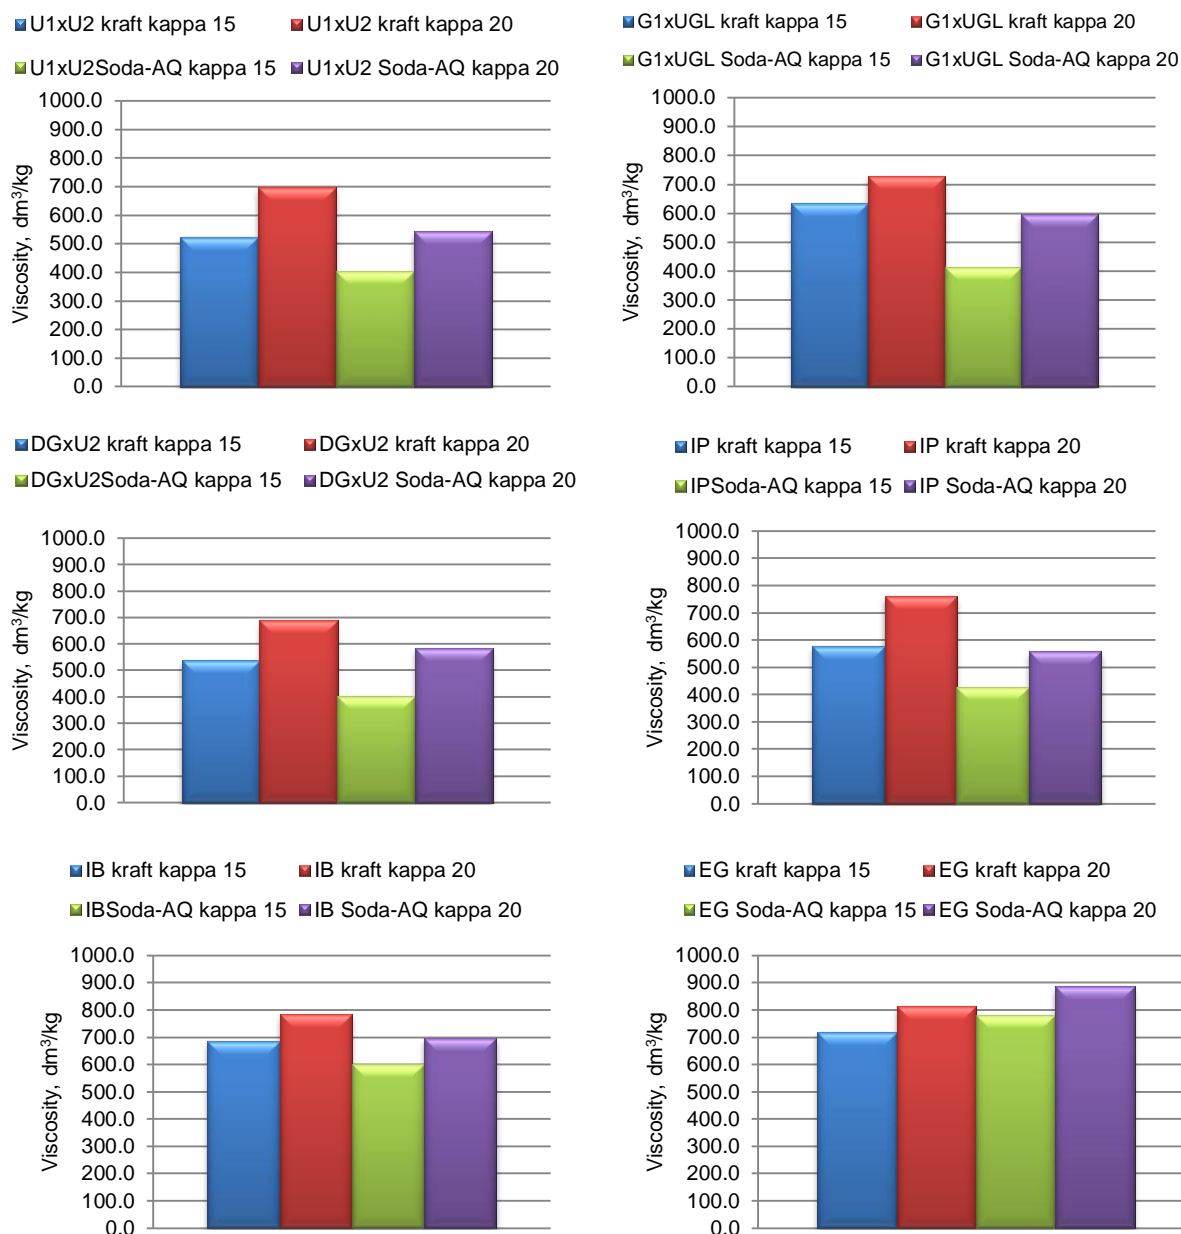 U1xU2 kraft kappa 15
U1xU2 kraft kappa 20
U1xU2Soda-AQ kappa 15
U1xU2 Soda-AQ kappa 20
Viscosity, dm³/kg
1000.0
900.0
800.0
700.0
600.0
500.0
400.0
300.0
200.0
100.0
0.0
G1xUGL kraft kappa 15
G1xUGL kraft kappa 20
G1xUGL Soda-AQ kappa 15
G1xUGL Soda-AQ kappa 20
Viscosity, dm³/kg
1000.0
900.0
800.0
700.0
600.0
500.0
400.0
300.0
200.0
100.0
0.0
DGxU2 kraft kappa 15
DGxU2 kraft kappa 20
DGxU2Soda-AQ kappa 15
DGxU2 Soda-AQ kappa 20
Viscosity, dm³/kg
1000.0
900.0
800.0
700.0
600.0
500.0
400.0
300.0
200.0
100.0
0.0
IP kraft kappa 15
IP kraft kappa 20
IPSoda-AQ kappa 15
IP Soda-AQ kappa 20
Viscosity, dm³/kg
1000.0
900.0
800.0
700.0
600.0
500.0
400.0
300.0
200.0
100.0
0.0
IB kraft kappa 15
IB kraft kappa 20
IBSoda-AQ kappa 15
IB Soda-AQ kappa 20
Viscosity, dm³/kg
1000.0
900.0
800.0
700.0
600.0
500.0
400.0
300.0
200.0
100.0
0.0
EG kraft kappa 15
EG kraft kappa 20
EG Soda-AQ kappa 15
EG Soda-AQ kappa 20
Viscosity, dm³/kg
1000.0
900.0
800.0
700.0
600.0
500.0
400.0
300.0
200.0
100.0
0.0